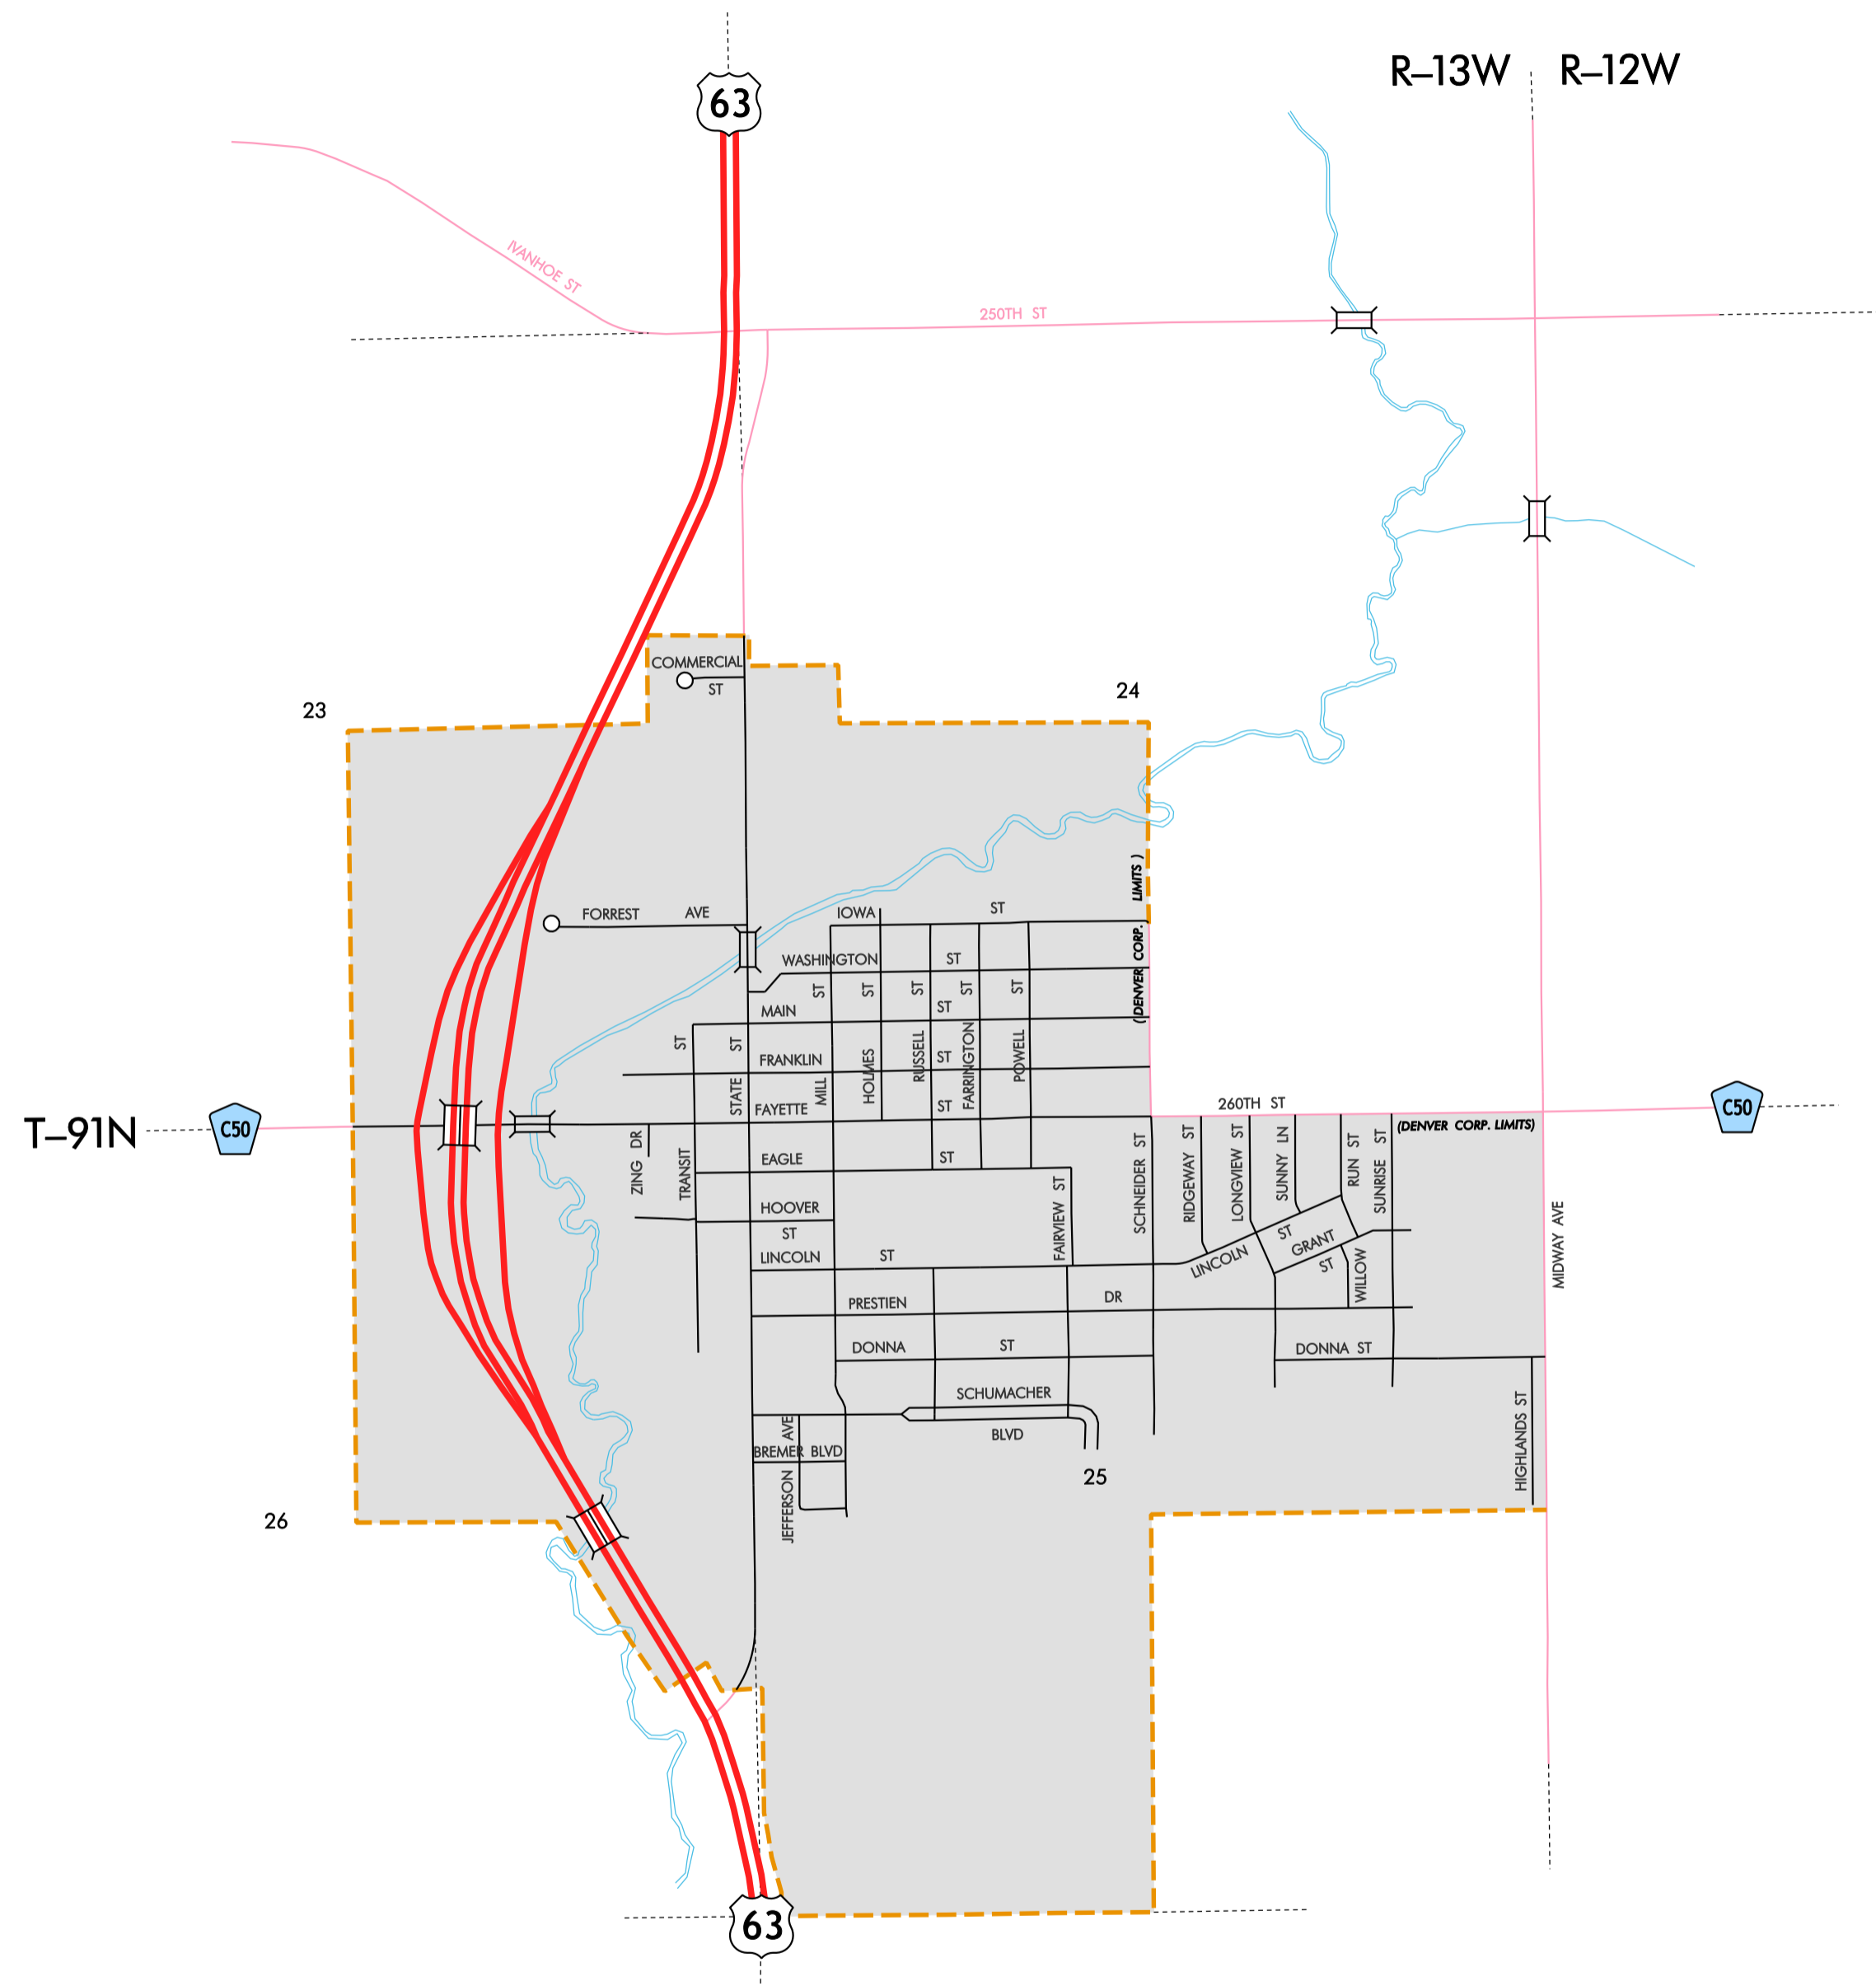 R–13W
R–12W
63
IVANHOE ST
250TH ST
COMMERCIAL
ST
23
24
FORREST AVE
IOWA ST
WASHINGTON ST
MAIN ST
FRANKLIN ST
FAYETTE ST
(DENVER CORP. LIMITS )
TRANSIT ST
STATE ST
MILL ST
HOLMES ST
RUSSELL ST
FARRINGTON ST
POWELL ST
T–91N
C50
260TH ST
(DENVER CORP. LIMITS)
C50
ZING DR
EAGLE ST
HOOVER
ST
LINCOLN ST
FAIRVIEW ST
SCHNEIDER ST
RIDGEWAY ST
LONGVIEW ST
SUNNY LN
WILLOW RUN ST
SUNRISE ST
LINCOLN ST
GRANT
ST
MIDWAY AVE
PRESTIEN DR
DONNA ST
DONNA ST
SCHUMACHER
BLVD
BREMER BLVD
JEFFERSON AVE
HIGHLANDS ST
25
26
63